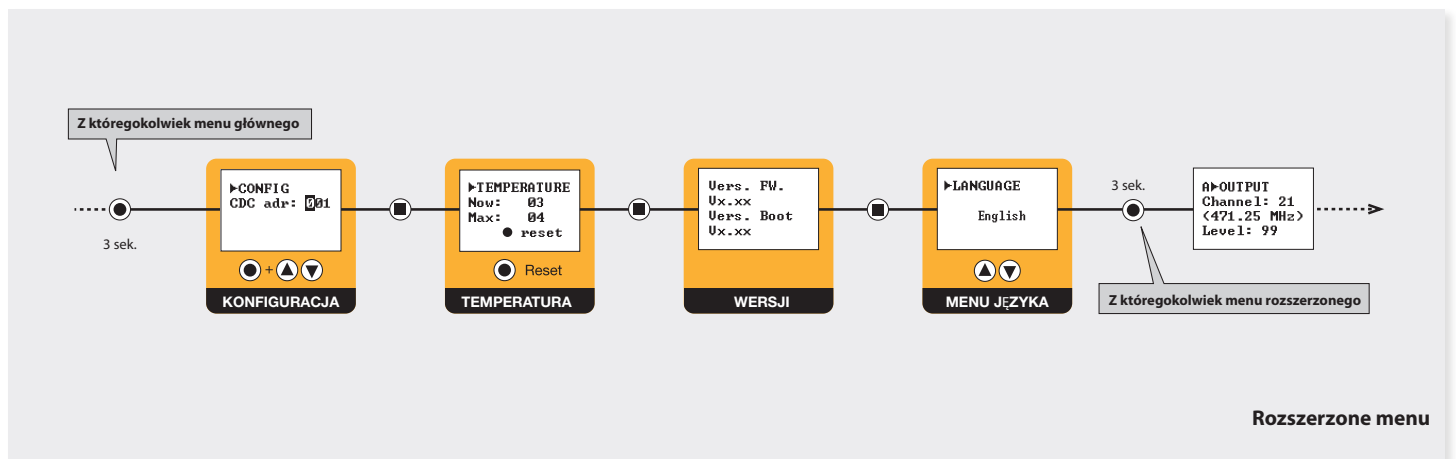 Z któregokolwiek menu głównego
3 sek.
▶CONFIG
CDC adr: 001
+
KONFIGURACJA
▶TEMPERATURE
Now: 03
Max: 04
● reset
Reset
TEMPERATURA
Vers. FW.
Vx.xx
Vers. Boot
Vx.xx
WERSJI
▶LANGUAGE
English
MENU JĘZYKA
3 sek.
A▶OUTPUT
Channel: 21
(471.25 MHz)
Level: 99
Z któregokolwiek menu rozszerzonego
Rozszerzone menu